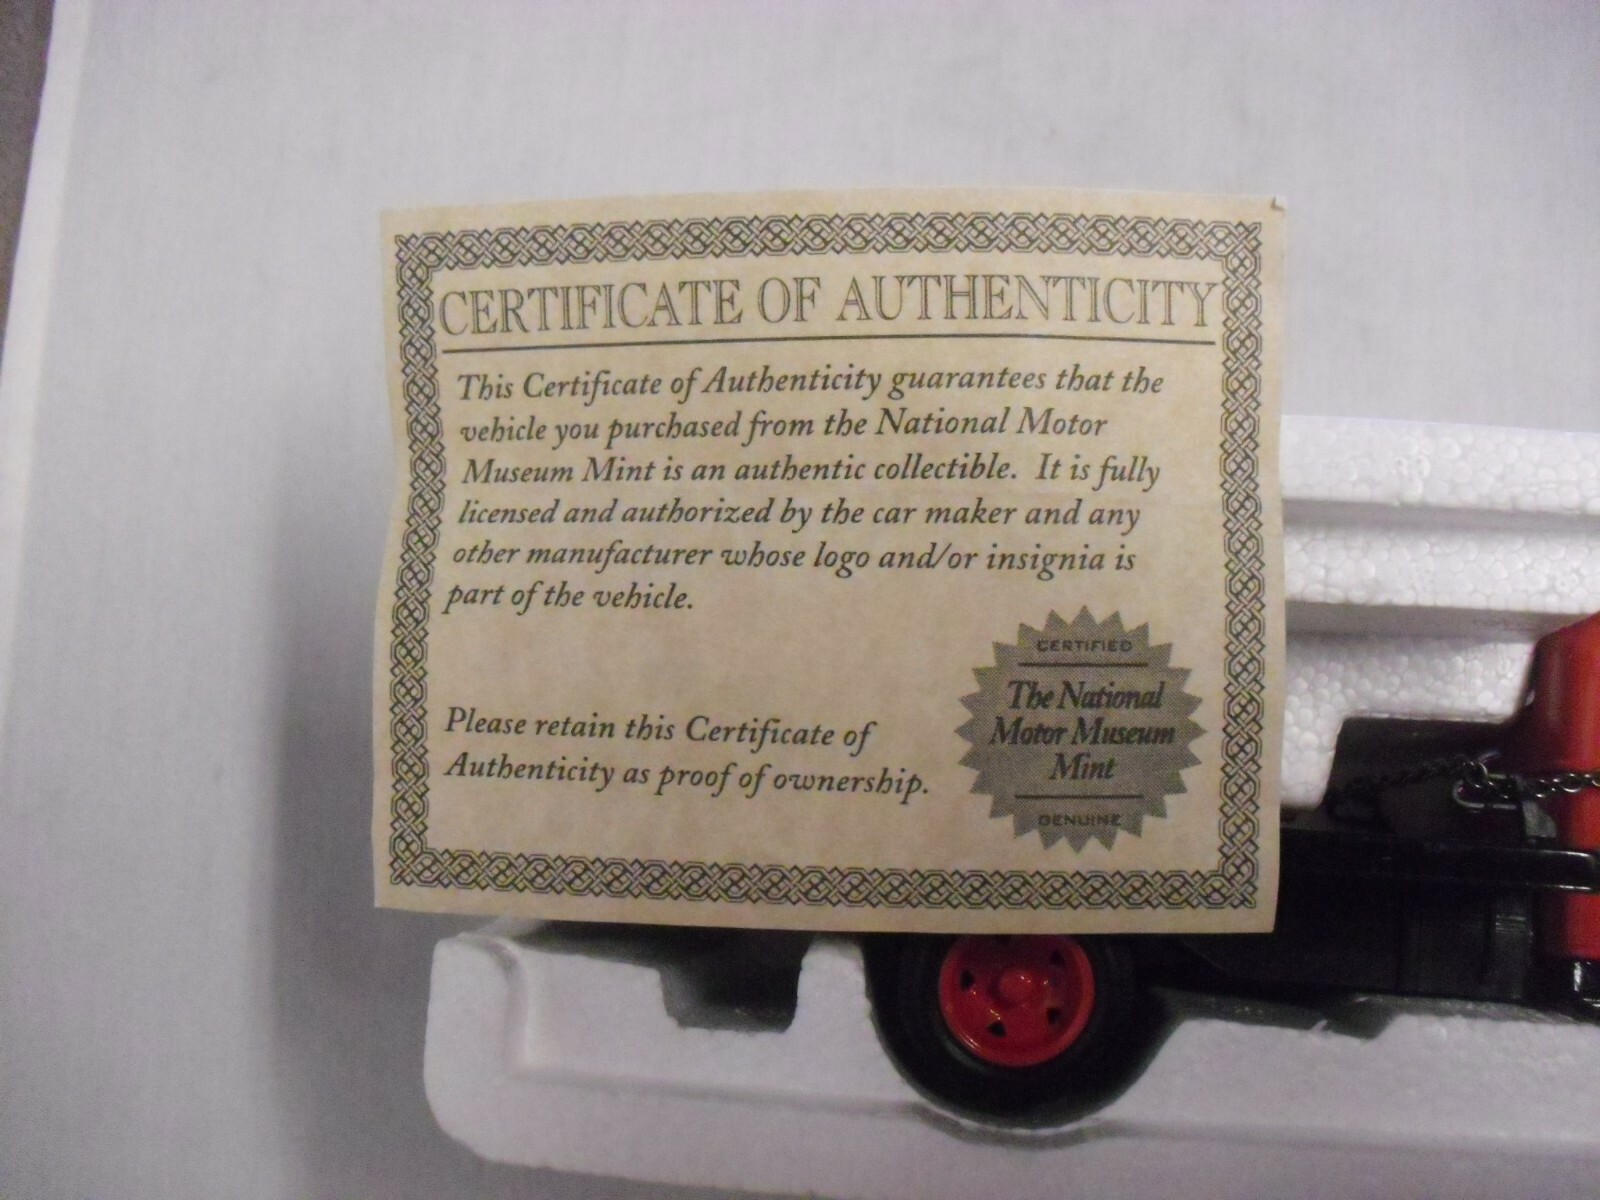 CERTIFICATE OF AUTHENTICITY
This Certificate of Authenticity guarantees that the
vehicle you purchased from the National Motor
Museum Mint is an authentic collectible. It is fully
licensed and authorized by the car maker and any
other manufacturer whose logo and/or insignia is
part of the vehicle.
Please retain this Certificate of
Authenticity as proof of ownership.
CERTIFIED
The National
Motor Museum
Mint
GENUINE